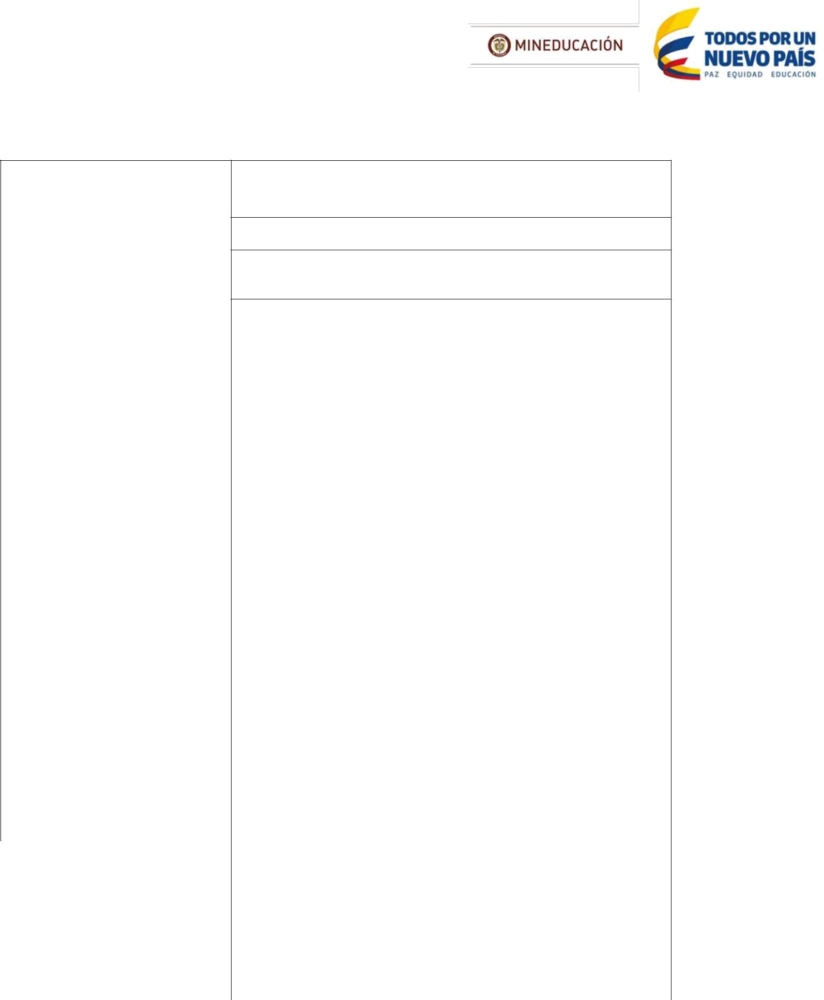 MINEDUCACIÓN
TODOS POR UN
NUEVO PAÍS
PAZ EQUIDAD EDUCACIÓN